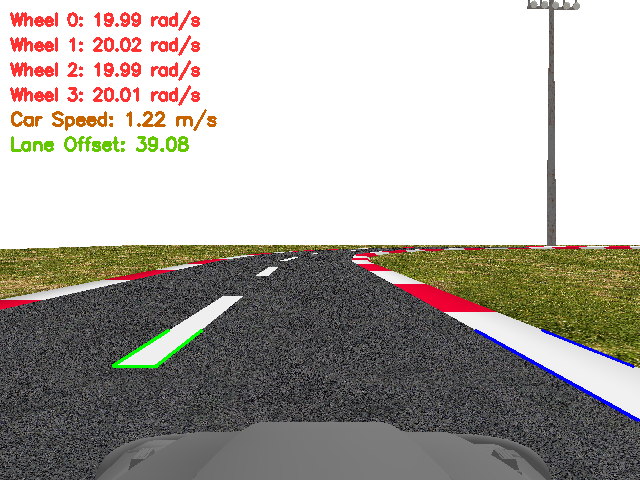 Wheel 0: 19.99 rad/s
Wheel 1: 20.02 rad/s
Wheel 2: 19.99 rad/s
Wheel 3: 20.01 rad/s
Car Speed: 1.22 m/s
Lane Offset: 39.08